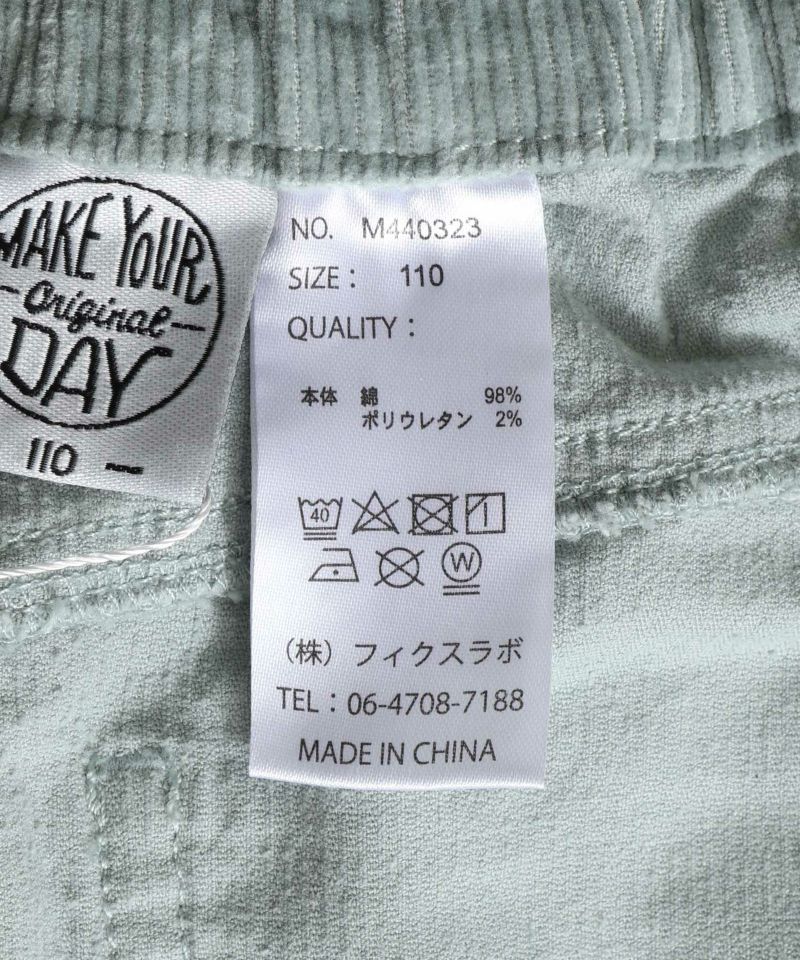 MAKE YOUR
Original
DAY
110
NO. M440323
SIZE： 110
QUALITY：
本体 綿 98%
ポリウレタン 2%
40
W
（株）フィクスラボ
TEL：06-4708-7188
MADE IN CHINA